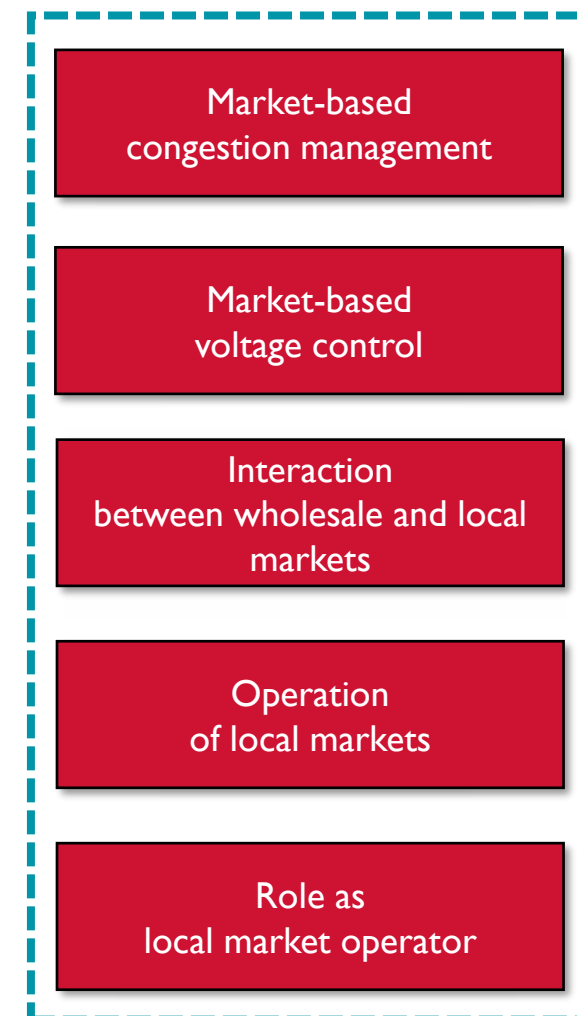 Market-based
congestion management
Market-based
voltage control
Interaction
between wholesale and local
markets
Operation
of local markets
Role as
local market operator